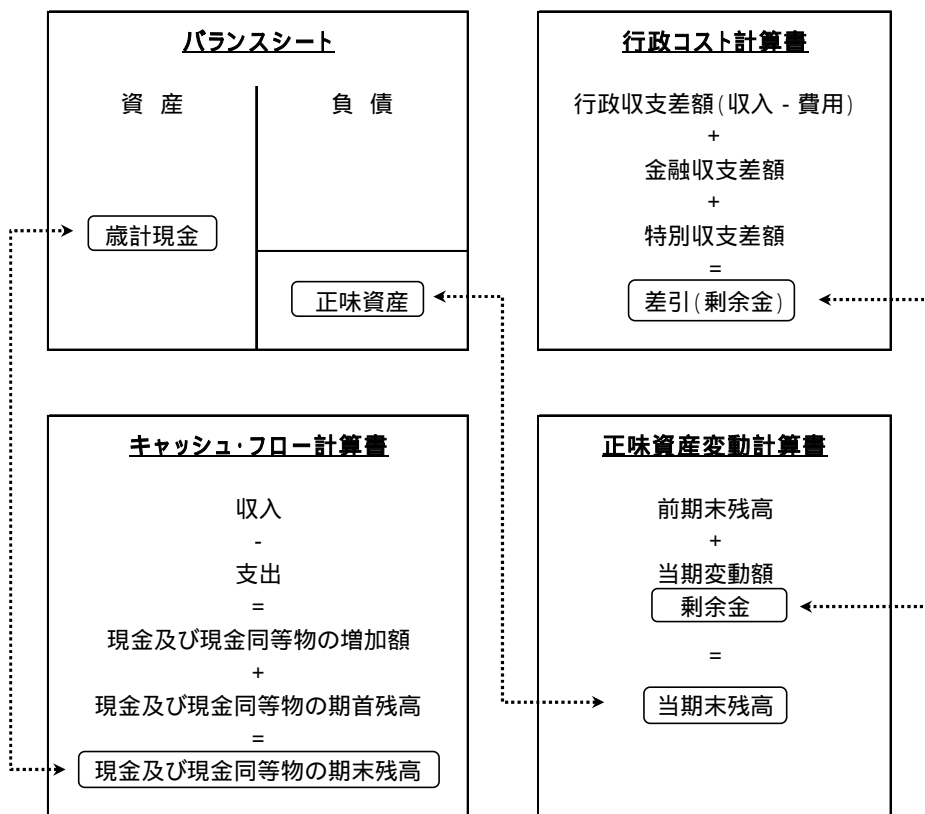 バランスシート
資 産
負 債
歳計現金
正味資産
行政コスト計算書
行政収支差額(収入 - 費用)
+
金融収支差額
+
特別収支差額
=
差引(剰余金)
キャッシュ・フロー計算書
収入
-
支出
=
現金及び現金同等物の増加額
+
現金及び現金同等物の期首残高
=
現金及び現金同等物の期末残高
正味資産変動計算書
前期末残高
+
当期変動額
剰余金
=
当期末残高